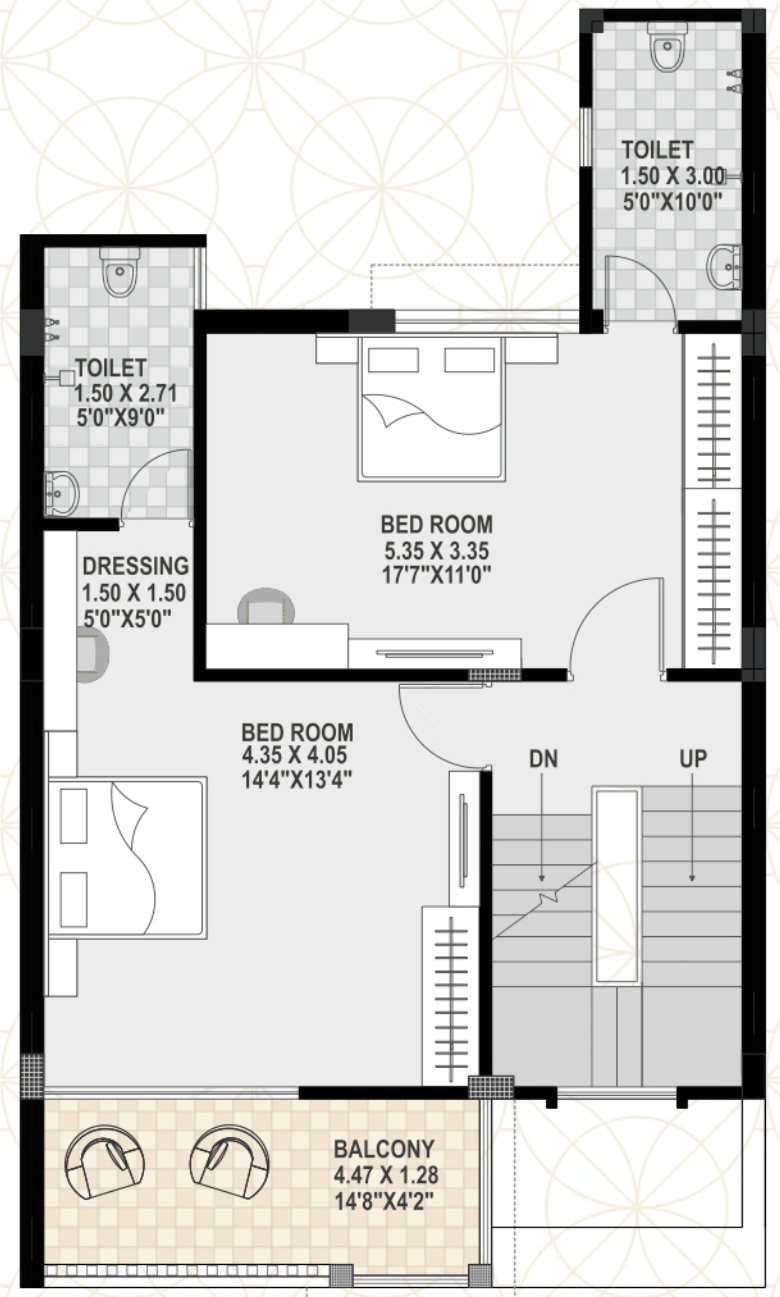 TOILET
1.50 X 3.00
5'0"X10'0"
TOILET
1.50 X 2.71
5'0"X9'0"
BED ROOM
5.35 X 3.35
17'7"X11'0"
DRESSING
1.50 X 1.50
5'0"X5'0"
BED ROOM
4.35 X 4.05
14'4"X13'4"
DN
UP
BALCONY
4.47 X 1.28
14'8"X4'2"